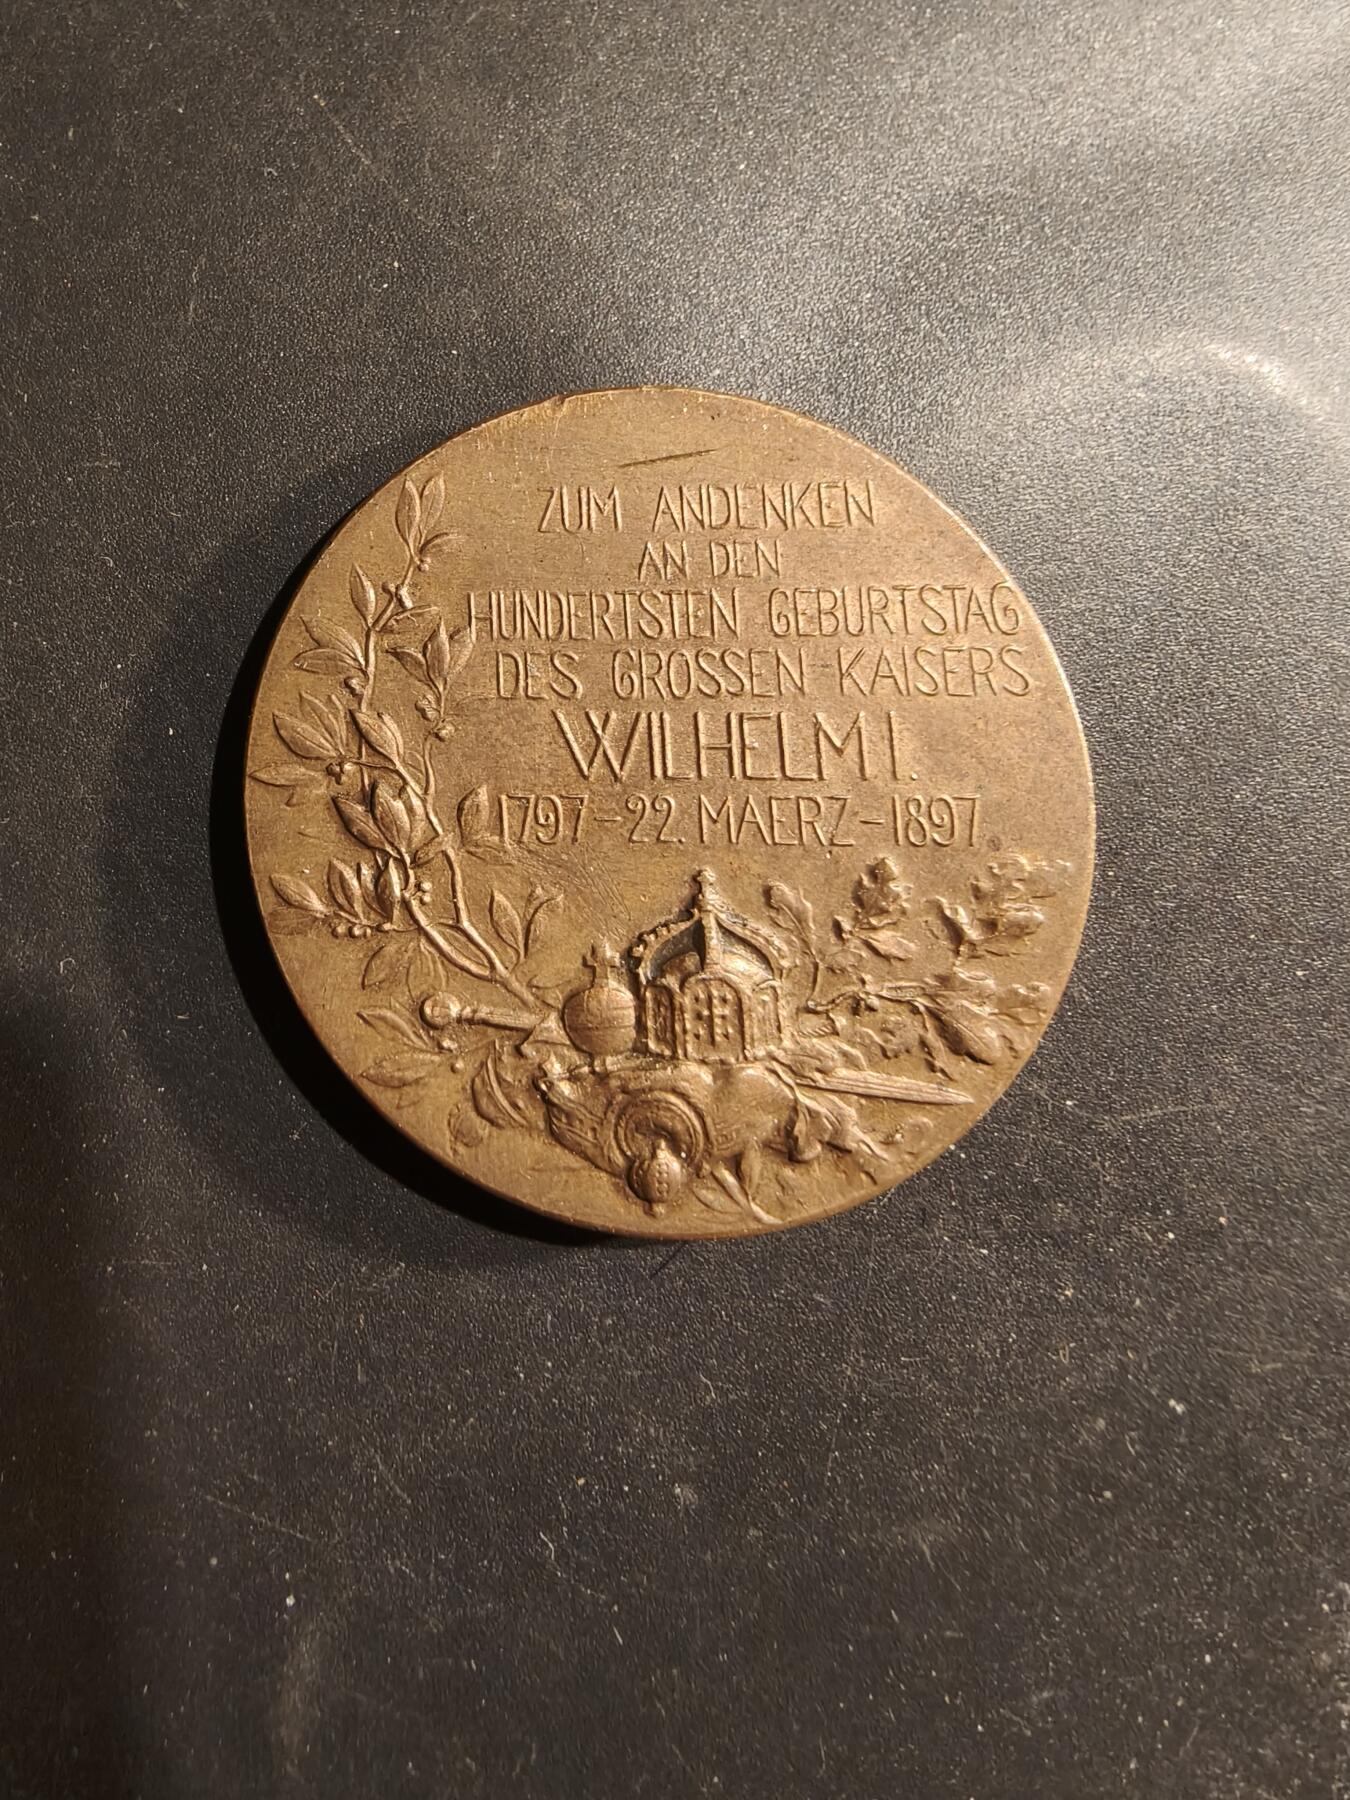 ZUM ANDENKEN
AN DEN
HUNDERTSTEN GEBURTSTAG
DES GROSSEN KAISERS
WILHELM I.
1797-22. MAERZ-1897